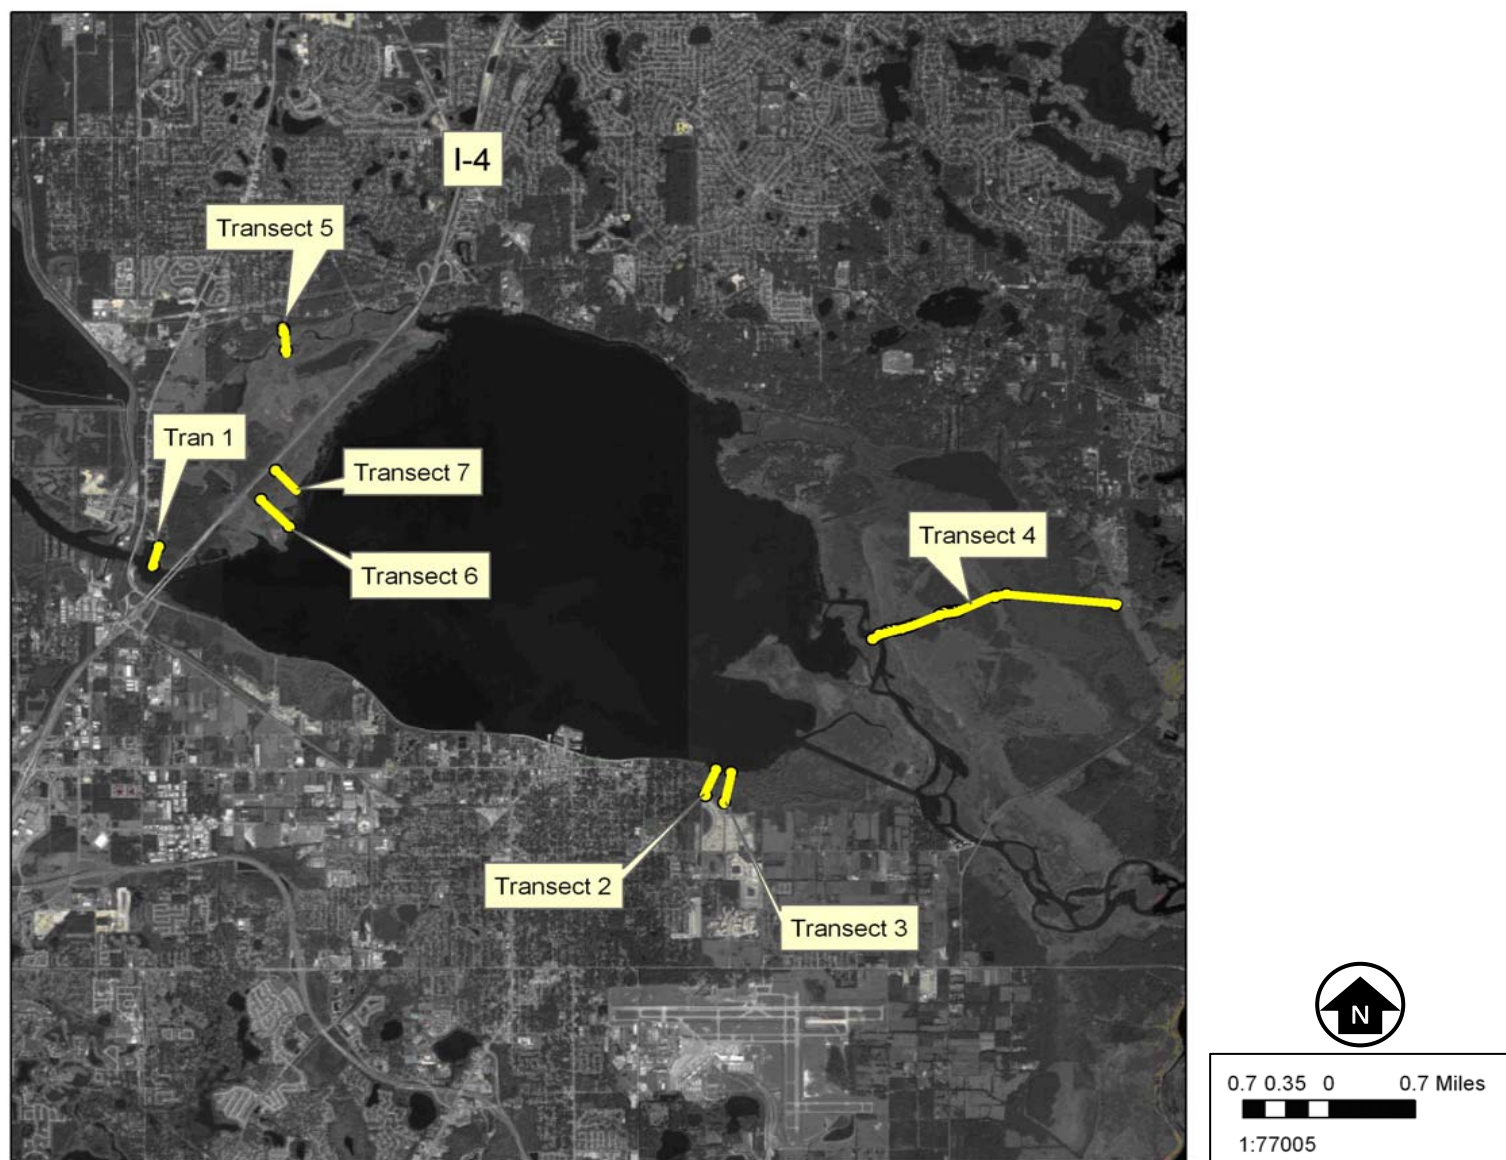 I-4
Transect 5
Tran 1
Transect 7
Transect 4
Transect 6
Transect 2
Transect 3
N
0.7 0.35 0 0.7 Miles
1:77005